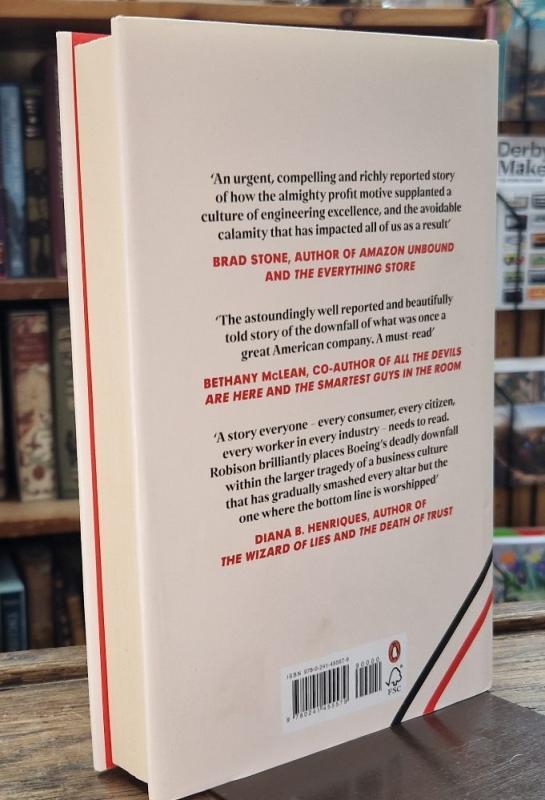 'An urgent, compelling and richly reported story
of how the almighty profit motive supplanted a
culture of engineering excellence, and the avoidable
calamity that has impacted all of us as a result'
BRAD STONE, AUTHOR OF AMAZON UNBOUND
AND THE EVERYTHING STORE
'The astoundingly well reported and beautifully
told story of the downfall of what was once a
great American company. A must-read'
BETHANY McLEAN, CO-AUTHOR OF ALL THE DEVILS
ARE HERE AND THE SMARTEST GUYS IN THE ROOM
'A story everyone – every consumer, every citizen,
every worker in every industry – needs to read.
Robison brilliantly places Boeing's deadly downfall
within the larger tragedy of a business culture
that has gradually smashed every altar but the
one where the bottom line is worshipped'
DIANA B. HENRIQUES, AUTHOR OF
THE WIZARD OF LIES AND THE DEATH OF TRUST
ISBN
90000
FSC
Derby
Make